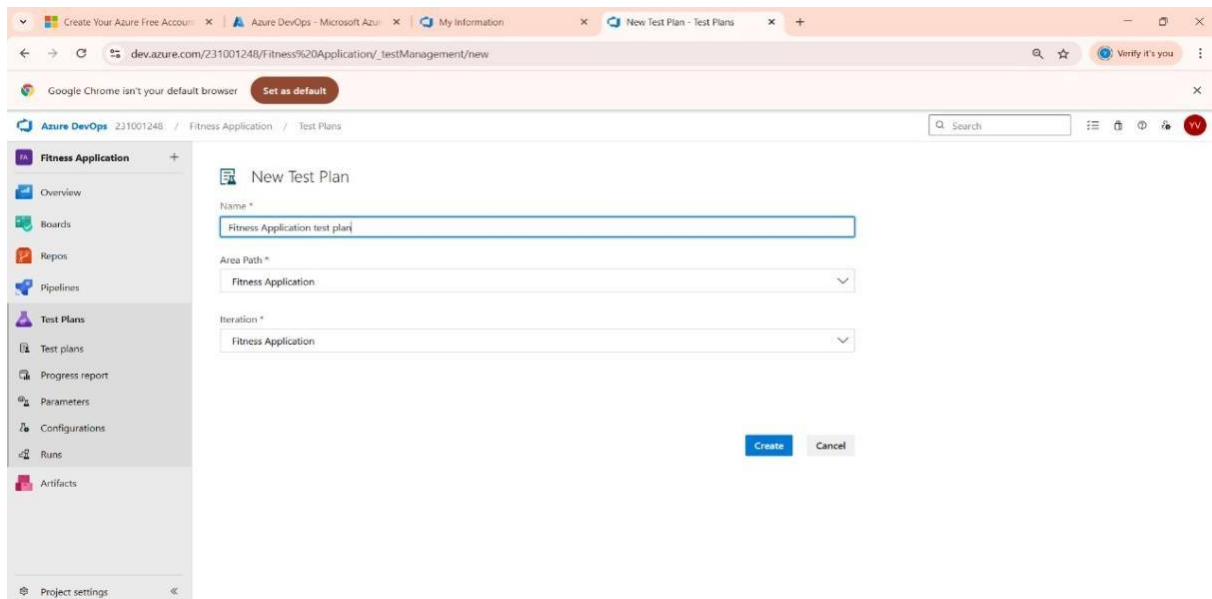 Create Your Azure Free Accoun
Azure DevOps - Microsoft Azu
My Information
New Test Plan - Test Plans
dev.azure.com/231001248/Fitness%20Application/_testManagement/new
Verify it's you
Google Chrome isn't your default browser
Set as default
Azure DevOps 231001248 / Fitness Application / Test Plans
Search
YV
FA Fitness Application
Overview
Boards
Repos
Pipelines
Test Plans
Test plans
Progress report
Parameters
Configurations
Runs
Artifacts
Project settings
New Test Plan
Name *
Fitness Application test plan
Area Path *
Fitness Application
Iteration *
Fitness Application
Create
Cancel